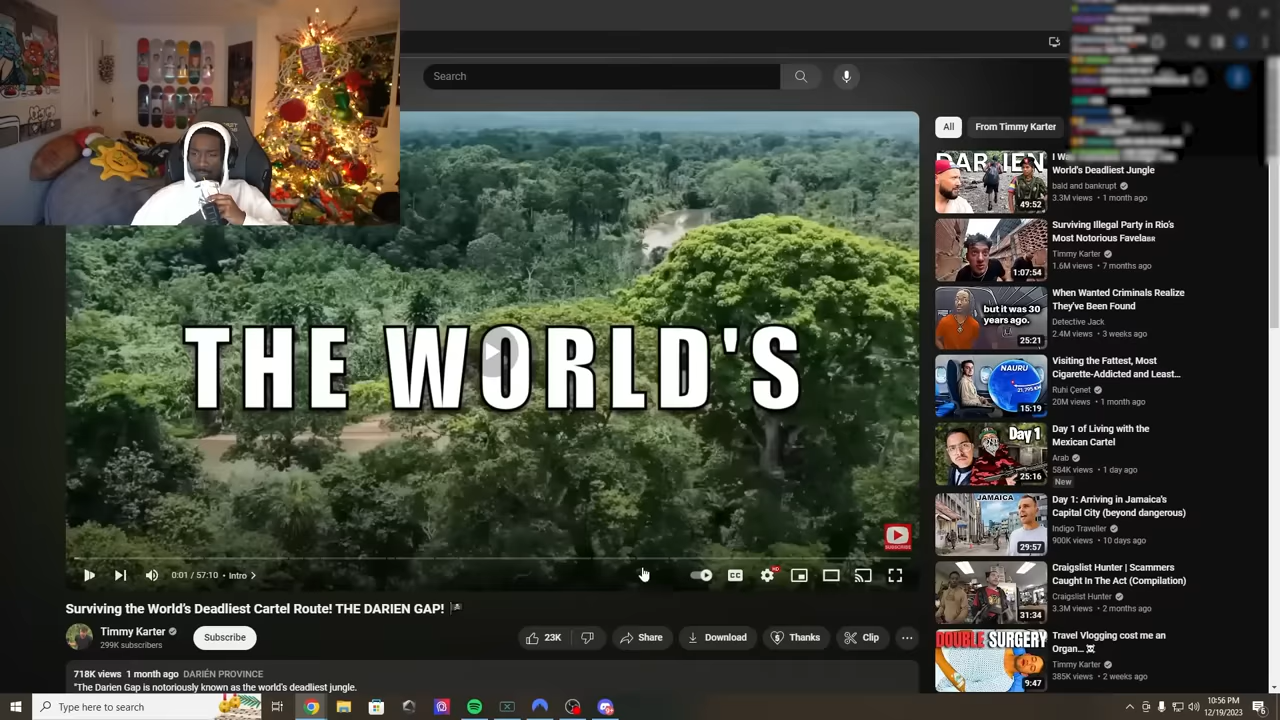 Search
THE WORLD'S
SUBSCRIBE
0:01 / 57:10 • Intro
CC
HD
Surviving the World's Deadliest Cartel Route! THE DARIEN GAP!
Timmy Karter
299K subscribers
Subscribe
23K
Share
Download
Thanks
Clip
718K views 1 month ago DARIÉN PROVINCE
"The Darien Gap is notoriously known as the world's deadliest jungle.
All
From Timmy Karter
DARIEN
49:52
I Wa
World's Deadliest Jungle
bald and bankrupt
3.3M views • 1 month ago
1:07:54
Surviving Illegal Party in Rio's
Most Notorious Favela🇧🇷
Timmy Karter
1.6M views • 7 months ago
but it was 30
years ago.
25:21
When Wanted Criminals Realize
They've Been Found
Detective Jack
2.4M views • 3 weeks ago
NAURU
15:19
Visiting the Fattest, Most
Cigarette-Addicted and Least...
Ruhi Çenet
20M views • 1 month ago
Day 1
25:16
Day 1 of Living with the
Mexican Cartel
Arab
584K views • 1 day ago
New
JAMAICA
29:57
Day 1: Arriving in Jamaica's
Capital City (beyond dangerous)
Indigo Traveller
900K views • 10 days ago
31:34
Craigslist Hunter | Scammers
Caught In The Act (Compilation)
Craigslist Hunter
3.3M views • 2 months ago
DOUBLE SURGERY
9:47
Travel Vlogging cost me an
Organ...
Timmy Karter
385K views • 2 weeks ago
Type here to search
10:56 PM
12/19/2023